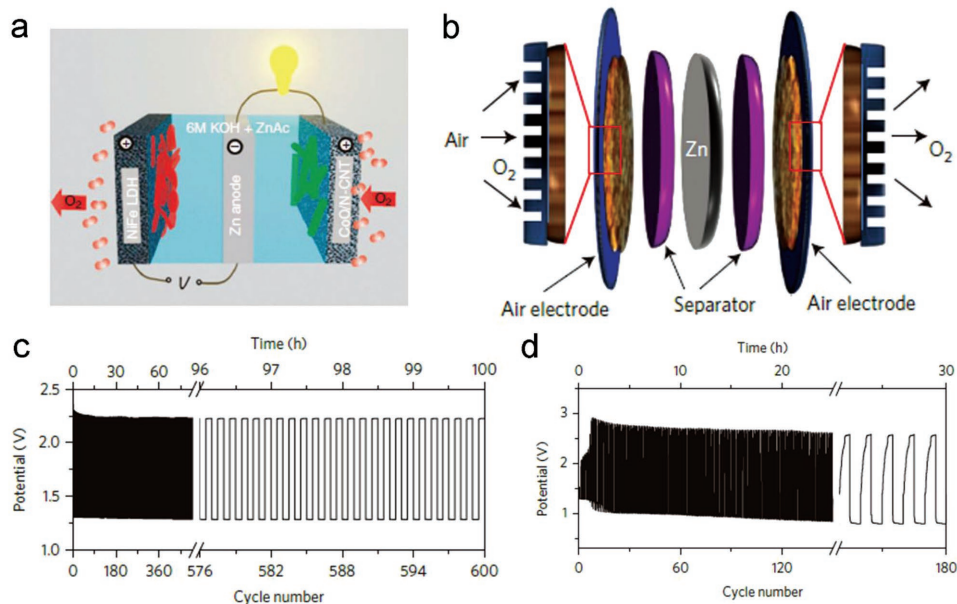 a
6M KOH + ZnAc
+
−
+
O₂
NiFe LDH
Zn anode
CoO/N-CNT
O₂
V
b
Air
O₂
Zn
O₂
Air electrode
Separator
Air electrode
c
Time (h)
0 30 60 96 97 98 99 100
2.5
2.0
1.5
1.0
Potential (V)
0 180 360 576 582 588 594 600
Cycle number
d
Time (h)
0 10 20 30
3
2
1
Potential (V)
0 60 120 180
Cycle number